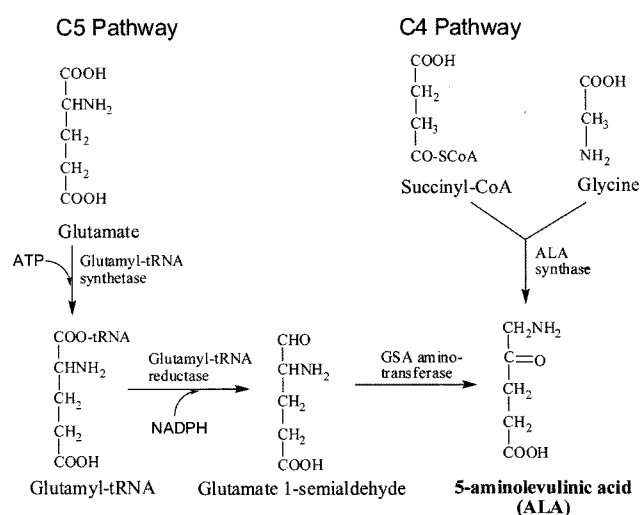 C5 Pathway
COOH
CHNH2
CH2
CH2
COOH
Glutamate
ATP
Glutamyl-tRNA
synthetase
COO-tRNA
CHNH2
CH2
CH2
COOH
Glutamyl-tRNA
Glutamyl-tRNA
reductase
NADPH
CHO
CHNH2
CH2
CH2
COOH
Glutamate 1-semialdehyde
GSA amino-
transferase
C4 Pathway
COOH
CH2
CH3
CO-SCoA
Succinyl-CoA
COOH
CH3
NH2
Glycine
ALA
synthase
CH2NH2
C=O
CH2
CH2
COOH
5-aminolevulinic acid
(ALA)